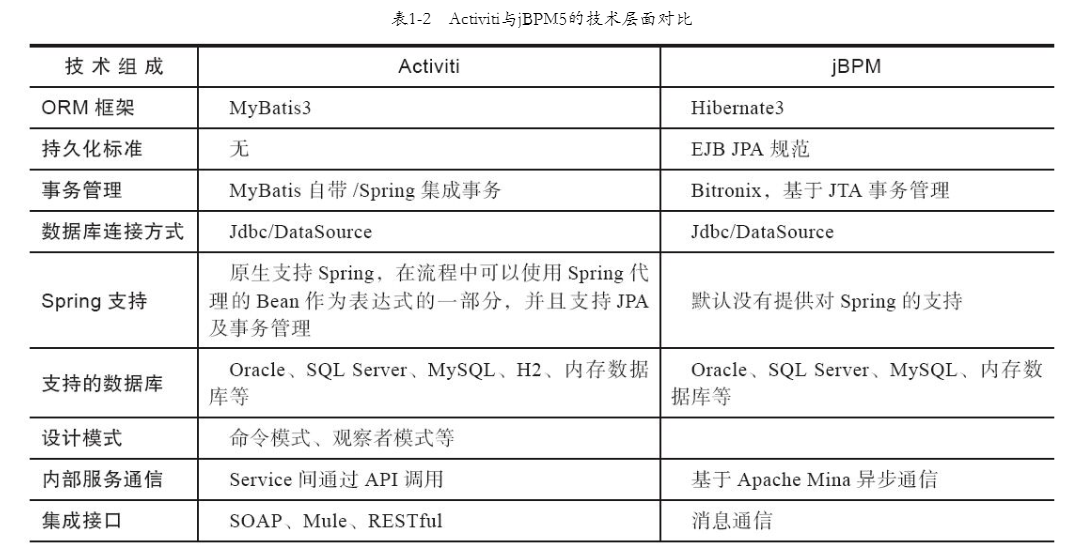 表1-2 Activiti与jBPM5的技术层面对比
技术组成 Activiti jBPM
ORM 框架 MyBatis3 Hibernate3
持久化标准 无 EJB JPA 规范
事务管理 MyBatis 自带 /Spring 集成事务 Bitronix，基于 JTA 事务管理
数据库连接方式 Jdbc/DataSource Jdbc/DataSource
Spring 支持
原生支持 Spring，在流程中可以使用 Spring 代
理的 Bean 作为表达式的一部分，并且支持 JPA
及事务管理
默认没有提供对 Spring 的支持
支持的数据库
Oracle、SQL Server、MySQL、H2、内存数据
库等
Oracle、SQL Server、MySQL、内存数
据库等
设计模式 命令模式、观察者模式等
内部服务通信 Service 间通过 API 调用 基于 Apache Mina 异步通信
集成接口 SOAP、Mule、RESTful 消息通信